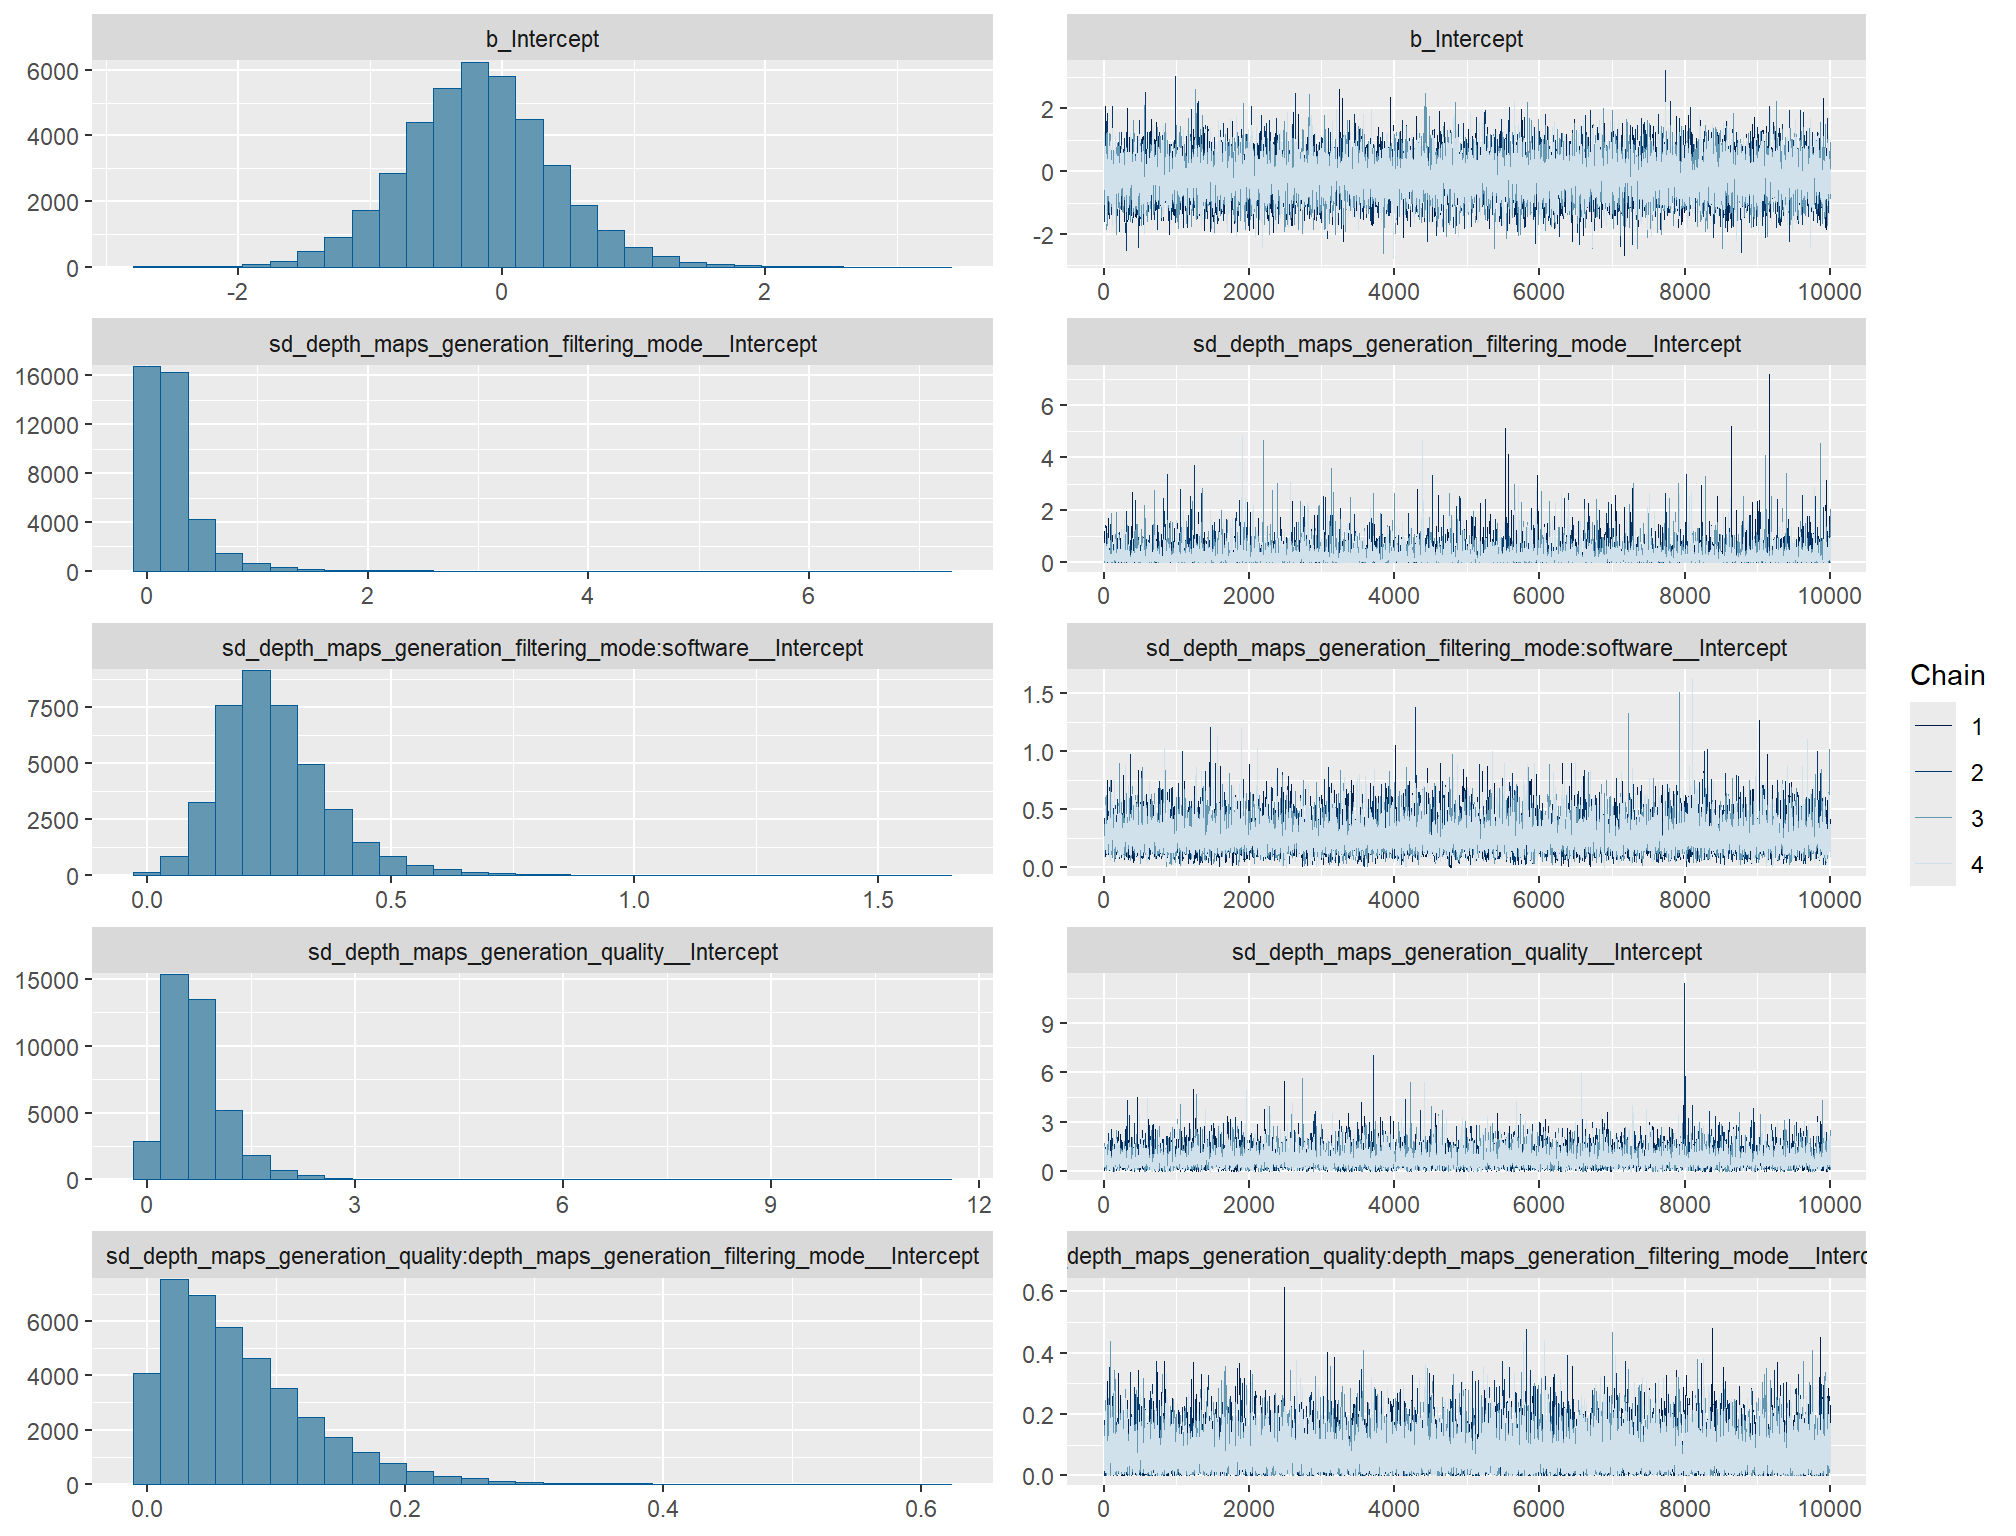 b_Intercept
6000
4000
2000
0
-2 0 2
b_Intercept
2
0
-2
0 2000 4000 6000 8000 10000
sd_depth_maps_generation_filtering_mode__Intercept
16000
12000
8000
4000
0
0 2 4 6
sd_depth_maps_generation_filtering_mode__Intercept
6
4
2
0
0 2000 4000 6000 8000 10000
sd_depth_maps_generation_filtering_mode:software__Intercept
7500
5000
2500
0
0.0 0.5 1.0 1.5
sd_depth_maps_generation_filtering_mode:software__Intercept
1.5
1.0
0.5
0.0
0 2000 4000 6000 8000 10000
sd_depth_maps_generation_quality__Intercept
15000
10000
5000
0
0 3 6 9 12
sd_depth_maps_generation_quality__Intercept
9
6
3
0
0 2000 4000 6000 8000 10000
sd_depth_maps_generation_quality:depth_maps_generation_filtering_mode__Intercept
6000
4000
2000
0
0.0 0.2 0.4 0.6
depth_maps_generation_quality:depth_maps_generation_filtering_mode__Interc
0.6
0.4
0.2
0.0
0 2000 4000 6000 8000 10000
Chain
1
2
3
4